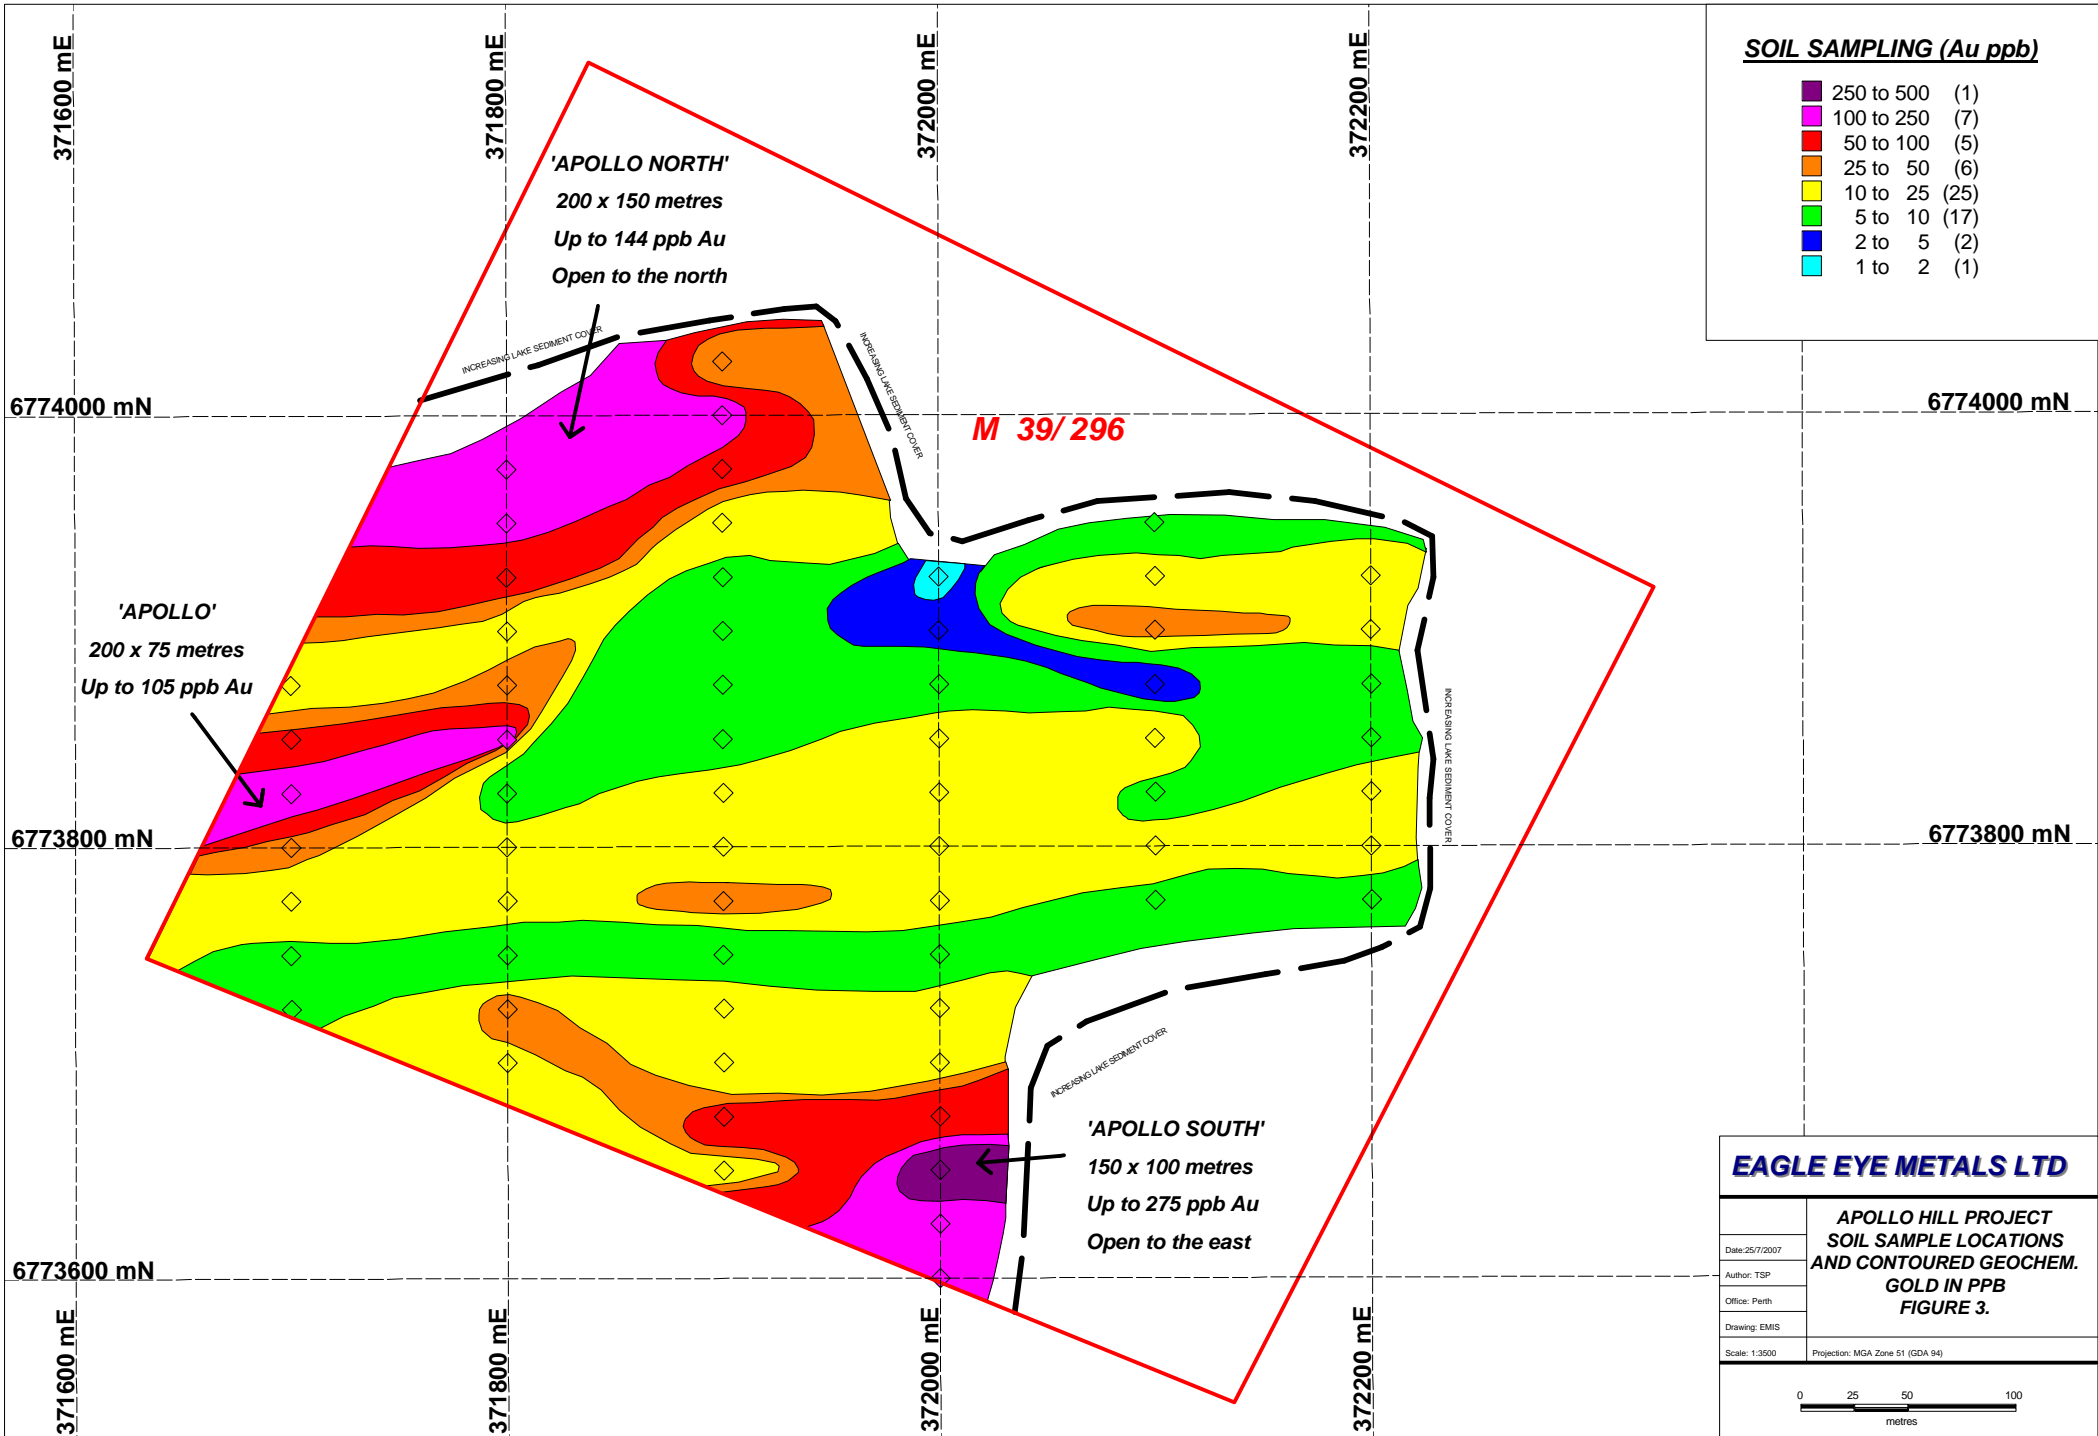 371600 mE
371800 mE
372000 mE
372200 mE
SOIL SAMPLING (Au ppb)
250 to 500 (1)
100 to 250 (7)
50 to 100 (5)
25 to 50 (6)
10 to 25 (25)
5 to 10 (17)
2 to 5 (2)
1 to 2 (1)
'APOLLO NORTH'
200 x 150 metres
Up to 144 ppb Au
Open to the north
INCREASING LAKE SEDIMENT COVER
INCREASING LAKE SEDIMENT COVER
6774000 mN
6774000 mN
M 39/ 296
'APOLLO'
200 x 75 metres
Up to 105 ppb Au
INCREASING LAKE SEDIMENT COVER
6773800 mN
6773800 mN
INCREASING LAKE SEDIMENT COVER
'APOLLO SOUTH'
150 x 100 metres
Up to 275 ppb Au
Open to the east
6773600 mN
371600 mE
371800 mE
372000 mE
372200 mE
EAGLE EYE METALS LTD
APOLLO HILL PROJECT
SOIL SAMPLE LOCATIONS
AND CONTOURED GEOCHEM.
GOLD IN PPB
FIGURE 3.
Date:25/7/2007
Author: TSP
Office: Perth
Drawing: EMIS
Scale: 1:3500
Projection: MGA Zone 51 (GDA 94)
0 25 50 100
metres